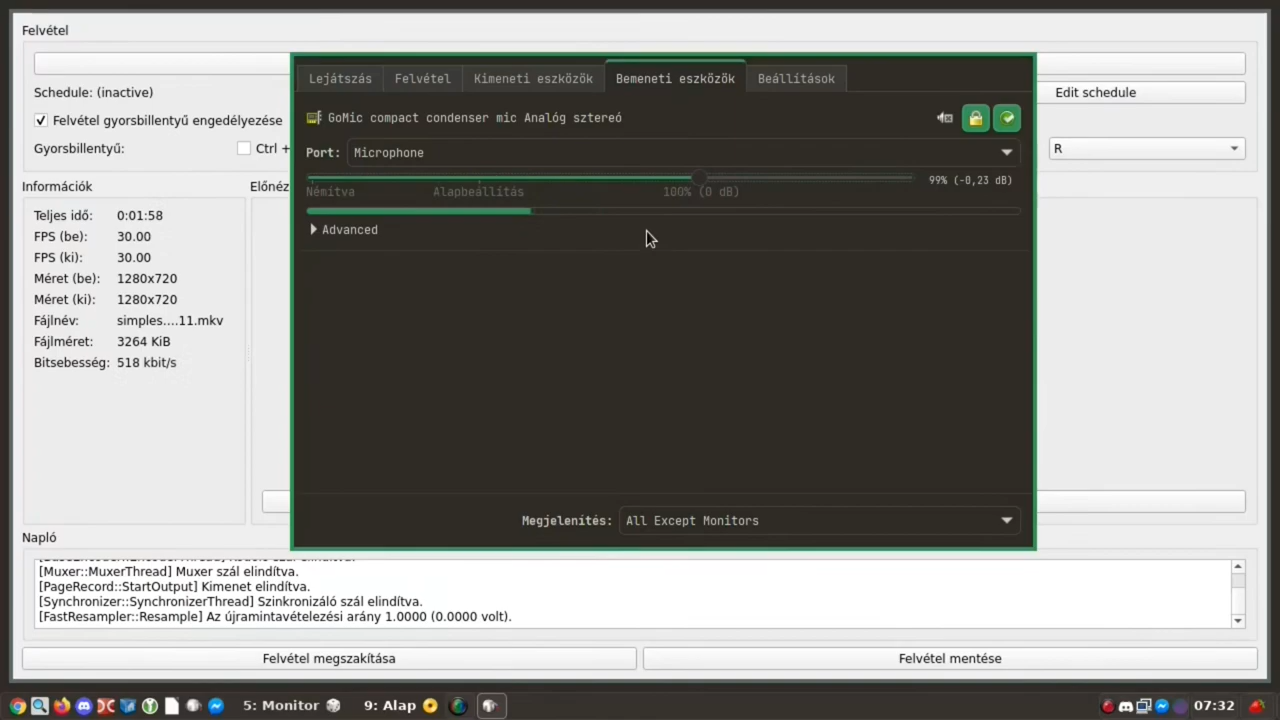 Felvétel
Schedule: (inactive)
Edit schedule
Felvétel gyorsbillentyű engedélyezése
Gyorsbillentyű:
Ctrl +
R
Lejátszás
Felvétel
Kimeneti eszközök
Bemeneti eszközök
Beállítások
GoMic compact condenser mic Analóg sztereó
Port: Microphone
99% (-0,23 dB)
Némítva
Alapbeállítás
100% (0 dB)
Advanced
Megjelenítés: All Except Monitors
Információk
Teljes idő: 0:01:58
FPS (be): 30.00
FPS (ki): 30.00
Méret (be): 1280x720
Méret (ki): 1280x720
Fájlnév: simples....11.mkv
Fájlméret: 3264 KiB
Bitsebesség: 518 kbit/s
Előnéz
Napló
[Muxer::MuxerThread] Muxer szál elindítva.
[PageRecord::StartOutput] Kimenet elindítva.
[Synchronizer::SynchronizerThread] Szinkronizáló szál elindítva.
[FastResampler::Resample] Az újramintavételezési arány 1.0000 (0.0000 volt).
Felvétel megszakítása
Felvétel mentése
5: Monitor
9: Alap
07:32